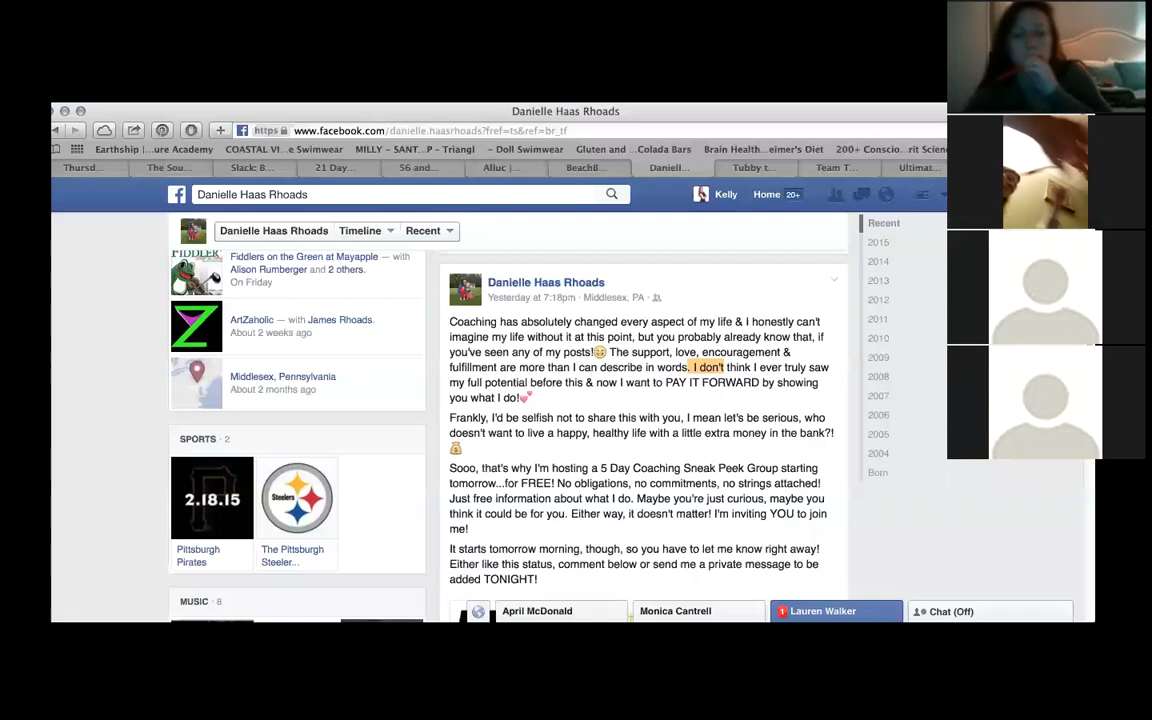 Danielle Haas Rhoads
https www.facebook.com/danielle.haasrhoads?fref=ts&ref=br_tf
Earthship |...ure Academy COASTAL VI...e Swimwear MILLY – SANT...P – Triangl – Doll Swimwear Gluten and ...Colada Bars Brain Health...eimer's Diet 200+ Conscio...rit Scienc
Thursd... The Sou... Slack: B... 21 Day... 56 and... Alluc |... BeachB... Daniell... Tubby t... Team T... Ultimat...
Danielle Haas Rhoads Kelly Home 20+
Danielle Haas Rhoads Timeline Recent
Recent
2015
2014
2013
2012
2011
2010
2009
2008
2007
2006
2005
2004
Born
FIDDLER
Fiddlers on the Green at Mayapple — with
Alison Rumberger and 2 others.
On Friday
ArtZaholic — with James Rhoads.
About 2 weeks ago
Middlesex, Pennsylvania
About 2 months ago
SPORTS · 2
2.18.15
Pittsburgh
Pirates
The Pittsburgh
Steeler...
MUSIC · 6
Danielle Haas Rhoads
Yesterday at 7:18pm · Middlesex, PA ·
Coaching has absolutely changed every aspect of my life & I honestly can't
imagine my life without it at this point, but you probably already know that, if
you've seen any of my posts!😆 The support, love, encouragement &
fulfillment are more than I can describe in words. I don't think I ever truly saw
my full potential before this & now I want to PAY IT FORWARD by showing
you what I do!💕
Frankly, I'd be selfish not to share this with you, I mean let's be serious, who
doesn't want to live a happy, healthy life with a little extra money in the bank?!
💰
Sooo, that's why I'm hosting a 5 Day Coaching Sneak Peek Group starting
tomorrow...for FREE! No obligations, no commitments, no strings attached!
Just free information about what I do. Maybe you're just curious, maybe you
think it could be for you. Either way, it doesn't matter! I'm inviting YOU to join
me!
It starts tomorrow morning, though, so you have to let me know right away!
Either like this status, comment below or send me a private message to be
added TONIGHT!
April McDonald Monica Cantrell 1 Lauren Walker Chat (Off)